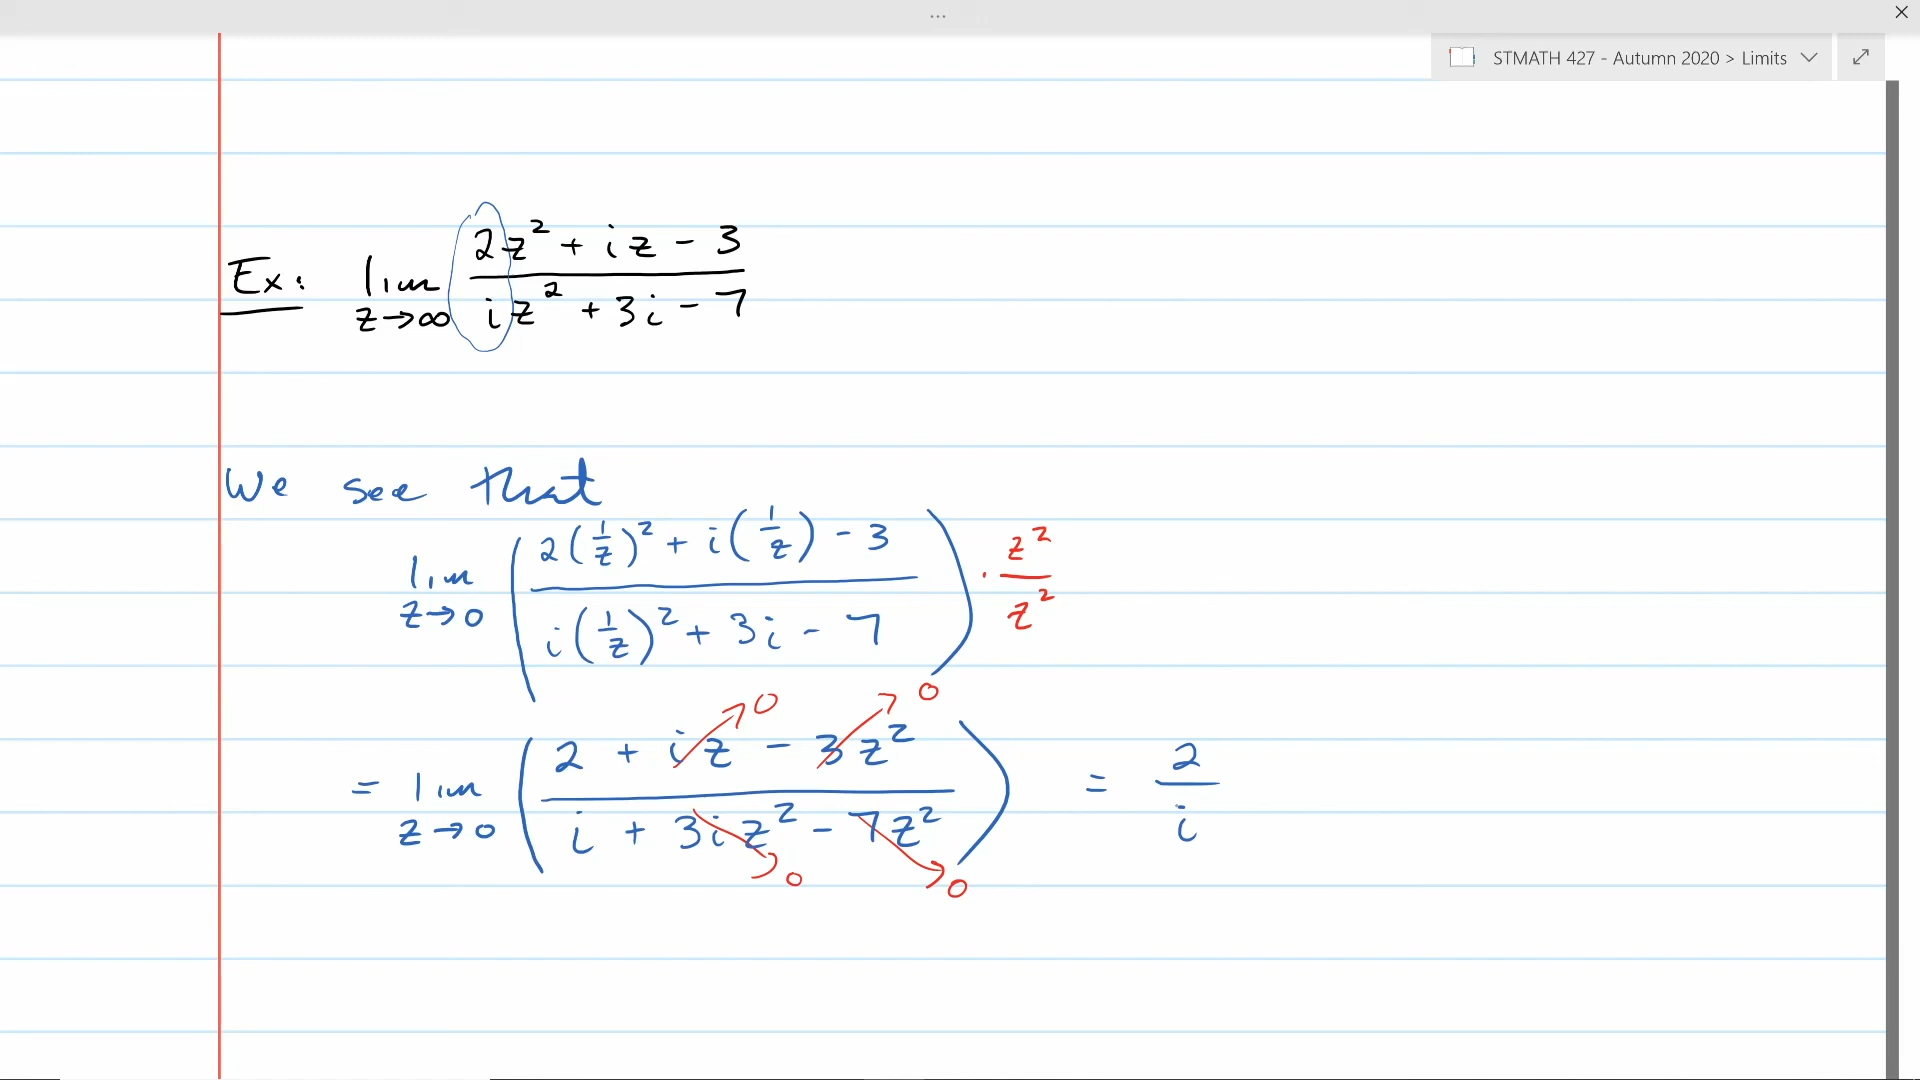 STMATH 427 - Autumn 2020 > Limits
Ex: lim z→∞ (2z² + iz - 3)/(iz² + 3i - 7)
We see that
lim z→0 ((2(1/z)² + i(1/z) - 3)/(i(1/z)² + 3i - 7)) · z²/z²
= lim z→0 ((2 + iz - 3z²)/(i + 3iz² - 7z²)) = 2/i
0 0
0 0